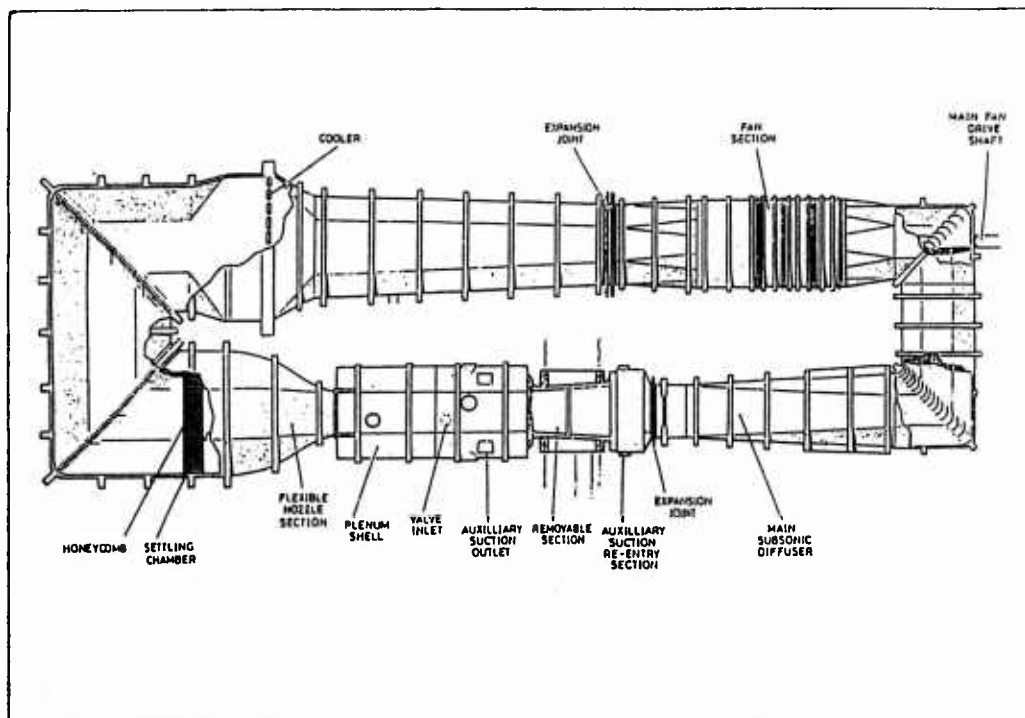 COOLER
EXPANSION
JOINT
FAN
SECTION
MAIN FAN
DRIVE
SHAFT
HONEYCOMB
SETTLING
CHAMBER
FLEXIBLE
NOZZLE
SECTION
PLENUM
SHELL
VALVE
INLET
AUXILLIARY
SUCTION
OUTLET
REMOVABLE
SECTION
AUXILLIARY
SUCTION
RE-ENTRY
SECTION
EXPANSION
JOINT
MAIN
SUBSONIC
DIFFUSER